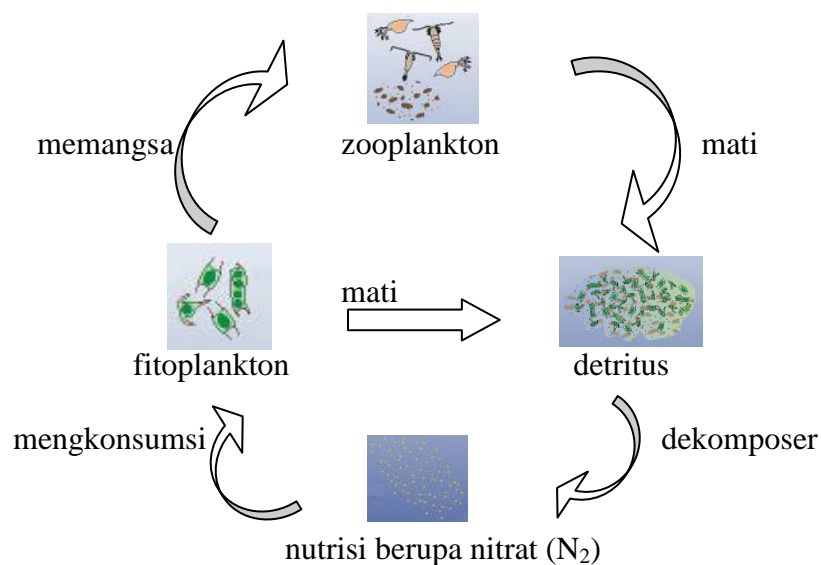 memangsa
zooplankton
mati
mati
fitoplankton
detritus
mengkonsumsi
dekomposer
nutrisi berupa nitrat (N₂)